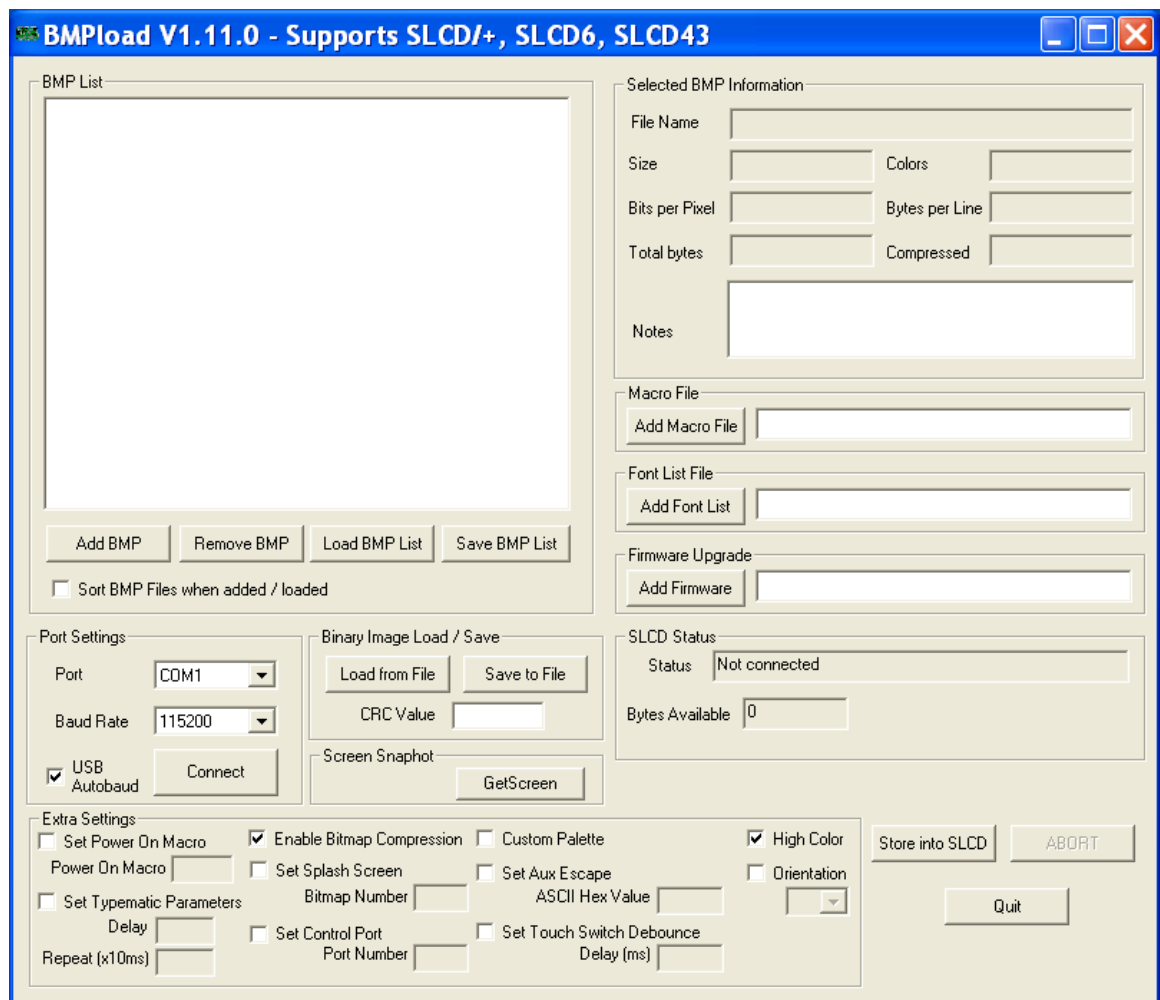 BMPload V1.11.0 - Supports SLCD/+, SLCD6, SLCD43
BMP List
Add BMP
Remove BMP
Load BMP List
Save BMP List
Sort BMP Files when added / loaded
Selected BMP Information
File Name
Size
Colors
Bits per Pixel
Bytes per Line
Total bytes
Compressed
Notes
Macro File
Add Macro File
Font List File
Add Font List
Firmware Upgrade
Add Firmware
Port Settings
Port
COM1
Baud Rate
115200
USB
Autobaud
Connect
Binary Image Load / Save
Load from File
Save to File
CRC Value
Screen Snaphot
GetScreen
SLCD Status
Status
Not connected
Bytes Available
0
Extra Settings
Set Power On Macro
Power On Macro
Set Typematic Parameters
Delay
Repeat (x10ms)
Enable Bitmap Compression
Set Splash Screen
Bitmap Number
Set Control Port
Port Number
Custom Palette
Set Aux Escape
ASCII Hex Value
Set Touch Switch Debounce
Delay (ms)
High Color
Orientation
Store into SLCD
ABORT
Quit